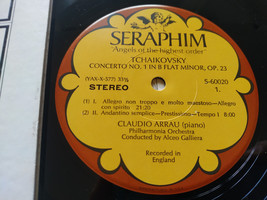 SERAPHIM
"Angels of the highest order"
TCHAIKOVSKY
CONCERTO NO. 1 IN B FLAT MINOR, OP. 23
(YAX-X-377) 33⅓
S-60020
STEREO
1.
(1) I. Allegro non troppo e molto maestoso—Allegro
con spirito 21:20
(2) II. Andantino semplice—Prestissimo—Tempo I 8:00
CLAUDIO ARRAU (piano)
Philharmonia Orchestra
Conducted by Alceo Galliera
Recorded in
England